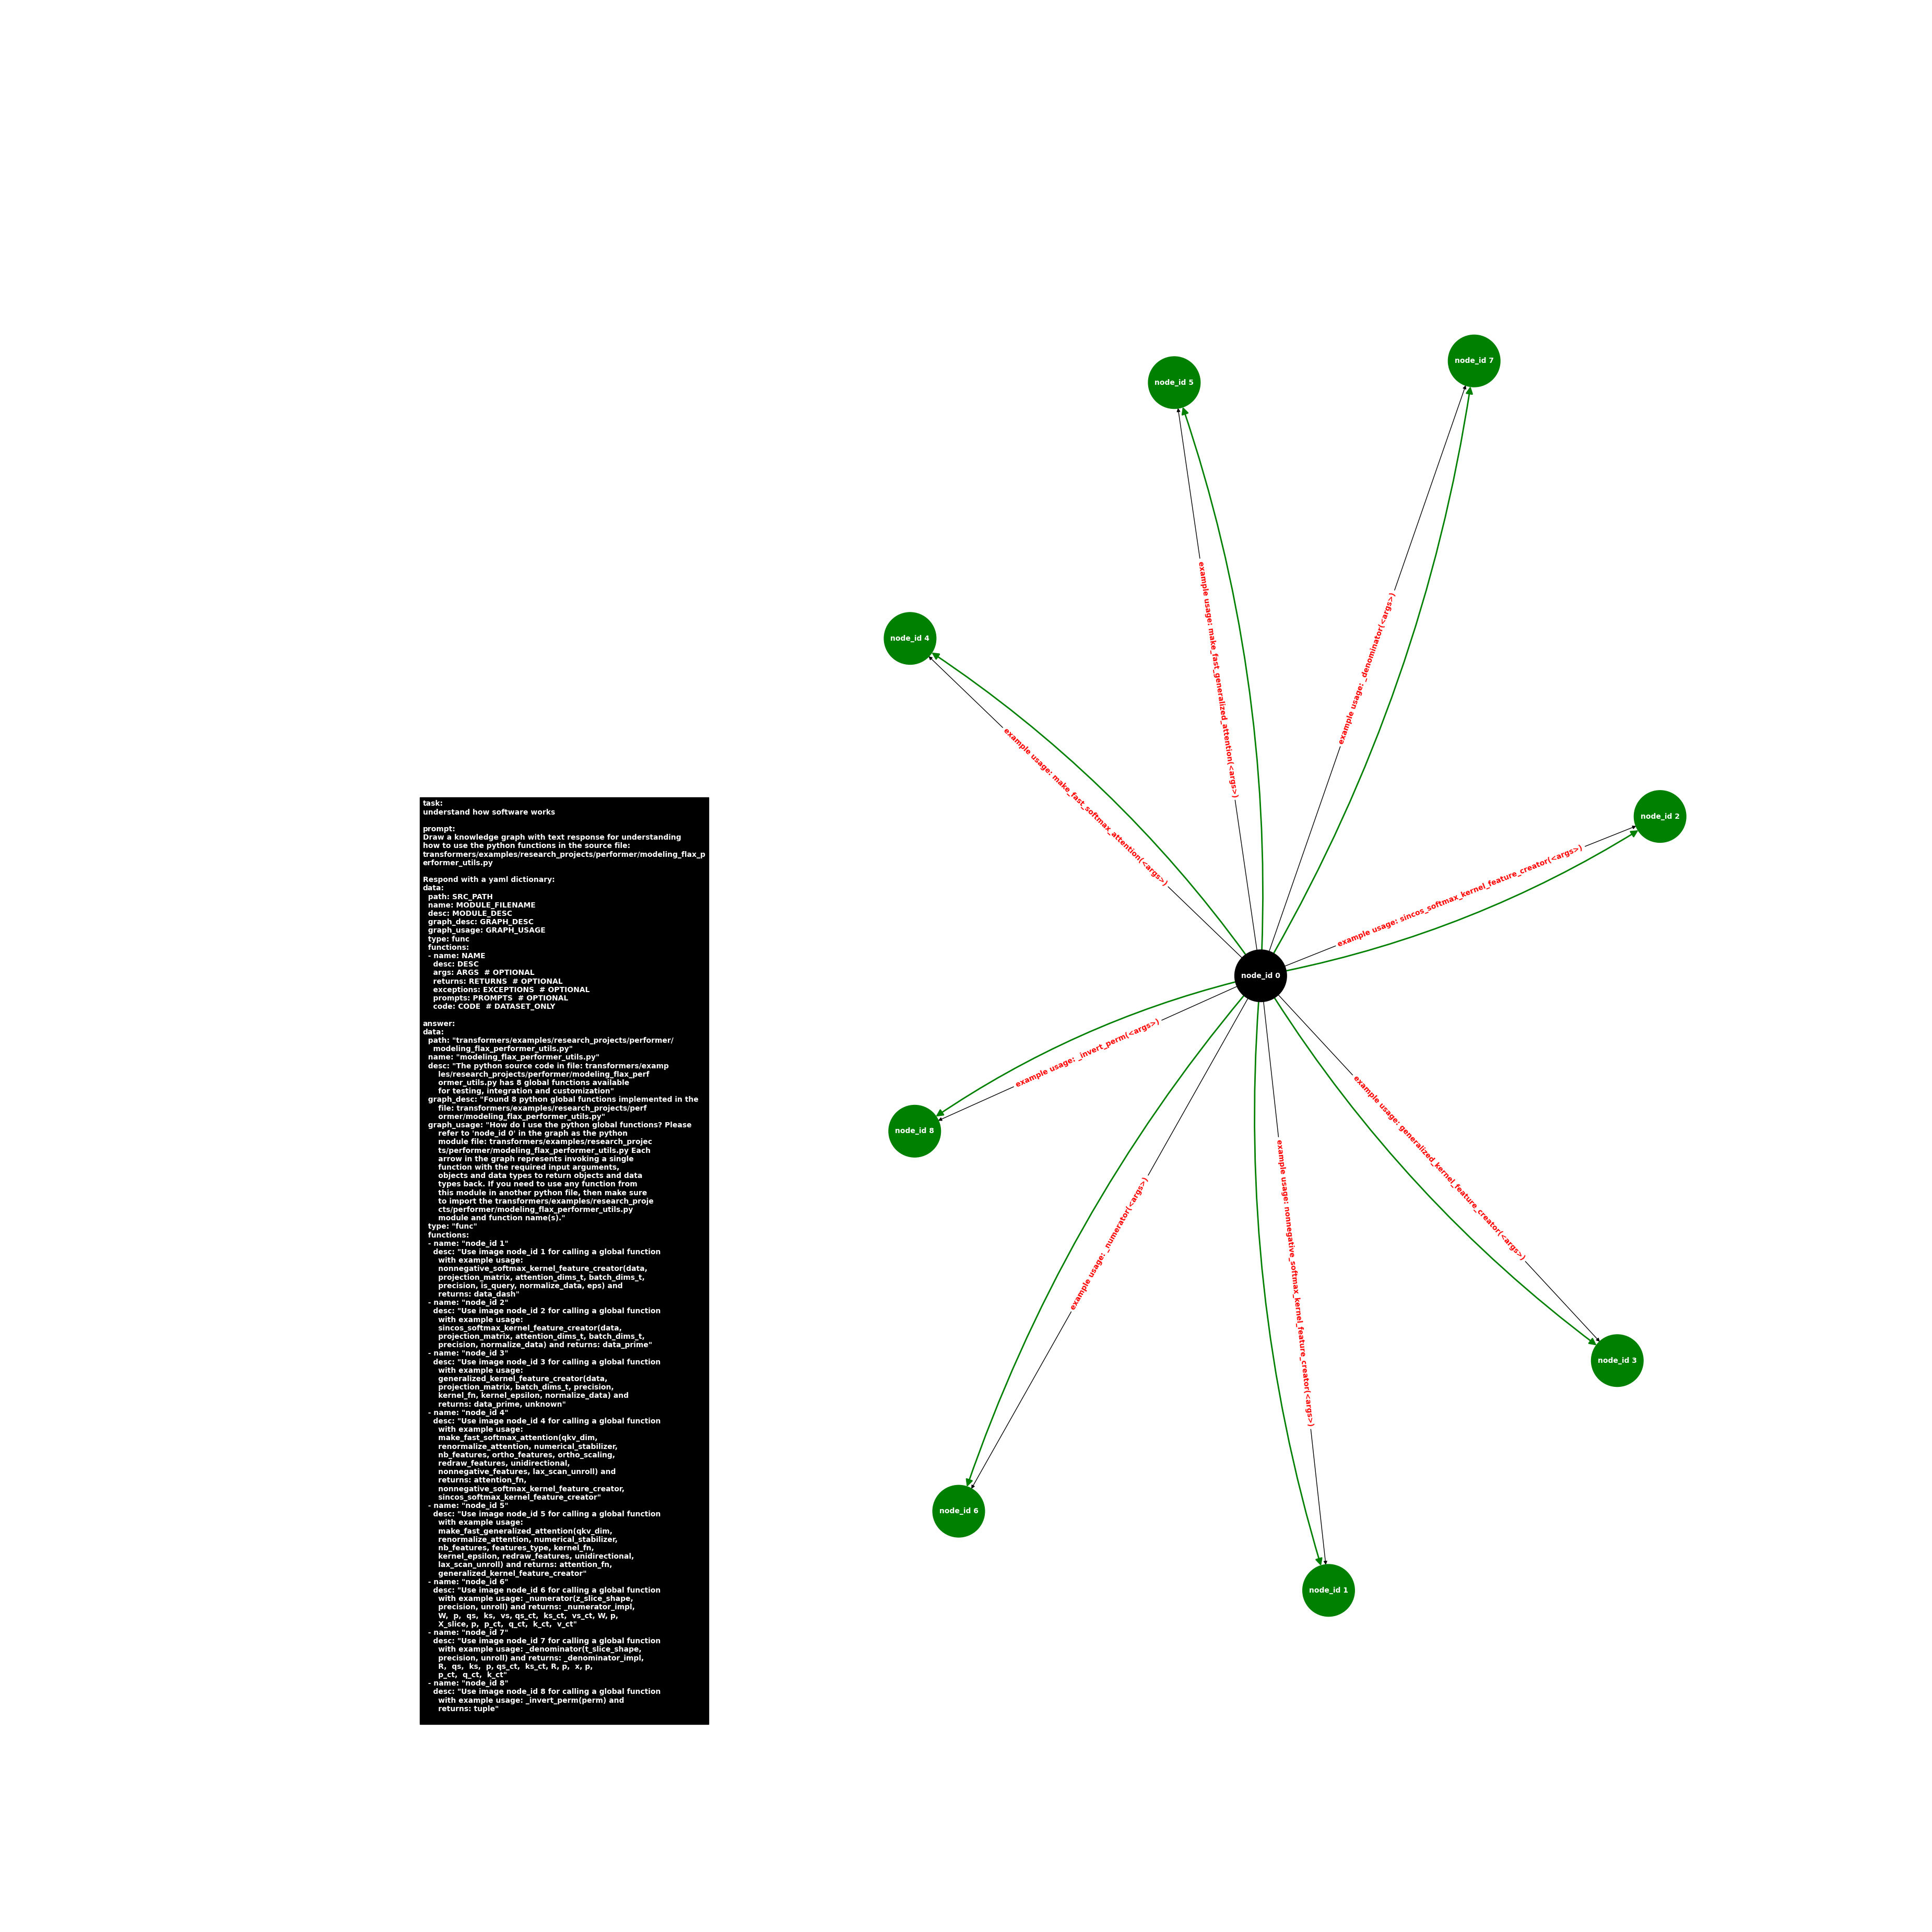 task:
understand how software works

prompt:
Draw a knowledge graph with text response for understanding
how to use the python functions in the source file:
transformers/examples/research_projects/performer/modeling_flax_p
erformer_utils.py

Respond with a yaml dictionary:
data:
  path: SRC_PATH
  name: MODULE_FILENAME
  desc: MODULE_DESC
  graph_desc: GRAPH_DESC
  graph_usage: GRAPH_USAGE
  type: func
  functions:
  - name: NAME
    desc: DESC
    args: ARGS  # OPTIONAL
    returns: RETURNS  # OPTIONAL
    exceptions: EXCEPTIONS  # OPTIONAL
    prompts: PROMPTS  # OPTIONAL
    code: CODE  # DATASET_ONLY

answer:
data:
  path: "transformers/examples/research_projects/performer/
    modeling_flax_performer_utils.py"
  name: "modeling_flax_performer_utils.py"
  desc: "The python source code in file: transformers/examp
      les/research_projects/performer/modeling_flax_perf
      ormer_utils.py has 8 global functions available
      for testing, integration and customization"
  graph_desc: "Found 8 python global functions implemented in the
      file: transformers/examples/research_projects/perf
      ormer/modeling_flax_performer_utils.py"
  graph_usage: "How do I use the python global functions? Please
      refer to 'node_id 0' in the graph as the python
      module file: transformers/examples/research_projec
      ts/performer/modeling_flax_performer_utils.py Each
      arrow in the graph represents invoking a single
      function with the required input arguments,
      objects and data types to return objects and data
      types back. If you need to use any function from
      this module in another python file, then make sure
      to import the transformers/examples/research_proje
      cts/performer/modeling_flax_performer_utils.py
      module and function name(s)."
  type: "func"
  functions:
  - name: "node_id 1"
    desc: "Use image node_id 1 for calling a global function
      with example usage:
      nonnegative_softmax_kernel_feature_creator(data,
      projection_matrix, attention_dims_t, batch_dims_t,
      precision, is_query, normalize_data, eps) and
      returns: data_dash"
  - name: "node_id 2"
    desc: "Use image node_id 2 for calling a global function
      with example usage:
      sincos_softmax_kernel_feature_creator(data,
      projection_matrix, attention_dims_t, batch_dims_t,
      precision, normalize_data) and returns: data_prime"
  - name: "node_id 3"
    desc: "Use image node_id 3 for calling a global function
      with example usage:
      generalized_kernel_feature_creator(data,
      projection_matrix, batch_dims_t, precision,
      kernel_fn, kernel_epsilon, normalize_data) and
      returns: data_prime, unknown"
  - name: "node_id 4"
    desc: "Use image node_id 4 for calling a global function
      with example usage:
      make_fast_softmax_attention(qkv_dim,
      renormalize_attention, numerical_stabilizer,
      nb_features, ortho_features, ortho_scaling,
      redraw_features, unidirectional,
      nonnegative_features, lax_scan_unroll) and
      returns: attention_fn,
      nonnegative_softmax_kernel_feature_creator,
      sincos_softmax_kernel_feature_creator"
  - name: "node_id 5"
    desc: "Use image node_id 5 for calling a global function
      with example usage:
      make_fast_generalized_attention(qkv_dim,
      renormalize_attention, numerical_stabilizer,
      nb_features, features_type, kernel_fn,
      kernel_epsilon, redraw_features, unidirectional,
      lax_scan_unroll) and returns: attention_fn,
      generalized_kernel_feature_creator"
  - name: "node_id 6"
    desc: "Use image node_id 6 for calling a global function
      with example usage: _numerator(z_slice_shape,
      precision, unroll) and returns: _numerator_impl,
      W,  p,  qs,  ks,  vs, qs_ct,  ks_ct,  vs_ct, W, p,
      X_slice, p,  p_ct,  q_ct,  k_ct,  v_ct"
  - name: "node_id 7"
    desc: "Use image node_id 7 for calling a global function
      with example usage: _denominator(t_slice_shape,
      precision, unroll) and returns: _denominator_impl,
      R,  qs,  ks,  p, qs_ct,  ks_ct, R, p,  x, p,
      p_ct,  q_ct,  k_ct"
  - name: "node_id 8"
    desc: "Use image node_id 8 for calling a global function
      with example usage: _invert_perm(perm) and
      returns: tuple"
node_id 7
node_id 5
node_id 4
node_id 2
node_id 0
node_id 8
node_id 3
node_id 6
node_id 1
example usage: make_fast_generalized_attention(<args>)
example usage: _denominator(<args>)
example usage: make_fast_softmax_attention(<args>)
example usage: sincos_softmax_kernel_feature_creator(<args>)
example usage: _invert_perm(<args>)
example usage: generalized_kernel_feature_creator(<args>)
example usage: _numerator(<args>)
example usage: nonnegative_softmax_kernel_feature_creator(<args>)